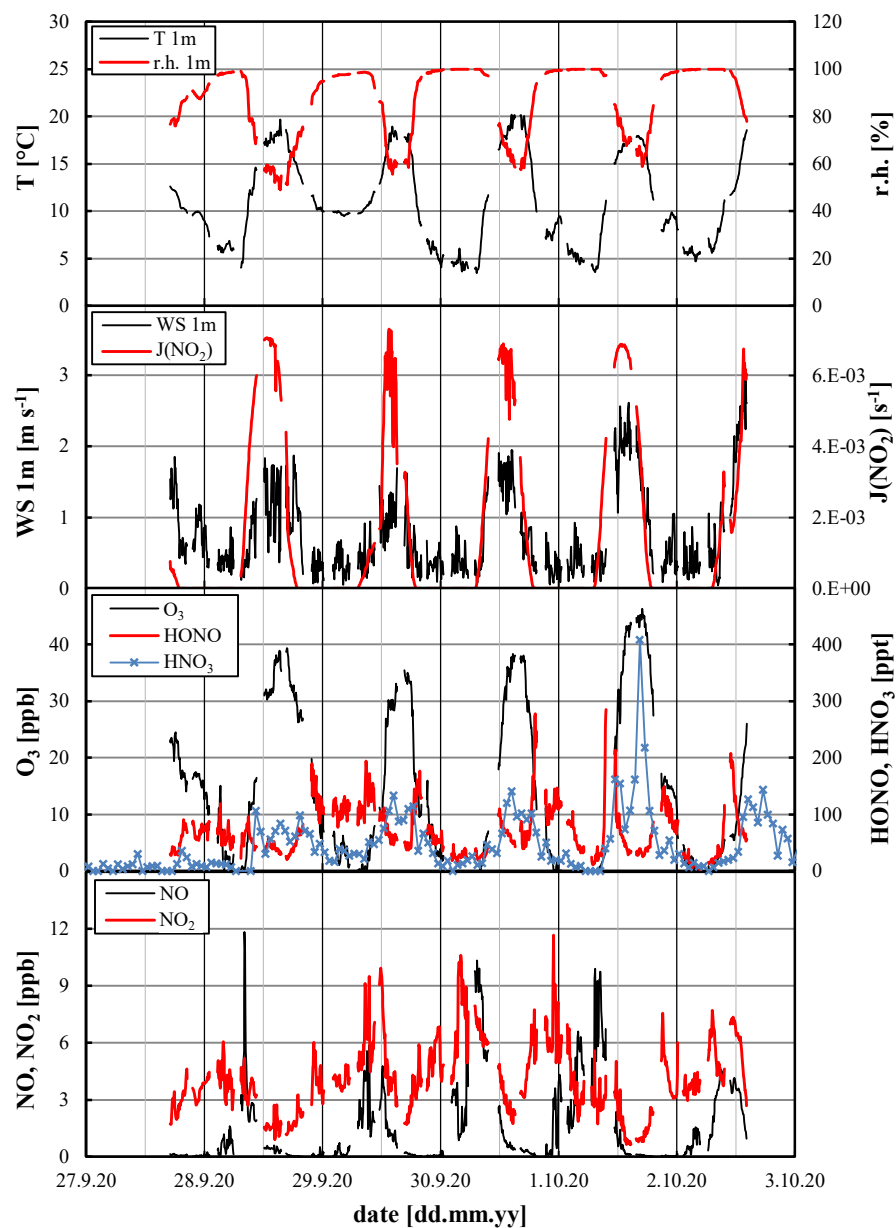 T 1m
r.h. 1m
T [°C]
30
25
20
15
10
5
0
r.h. [%]
120
100
80
60
40
20
0
WS 1m
J(NO₂)
WS 1m [m s⁻¹]
3
2
1
0
J(NO₂) [s⁻¹]
6.E-03
4.E-03
2.E-03
0.E+00
O₃
HONO
HNO₃
O₃ [ppb]
40
30
20
10
0
HONO, HNO₃ [ppt]
400
300
200
100
0
NO
NO₂
NO, NO₂ [ppb]
12
9
6
3
0
27.9.20 28.9.20 29.9.20 30.9.20 1.10.20 2.10.20 3.10.20
date [dd.mm.yy]